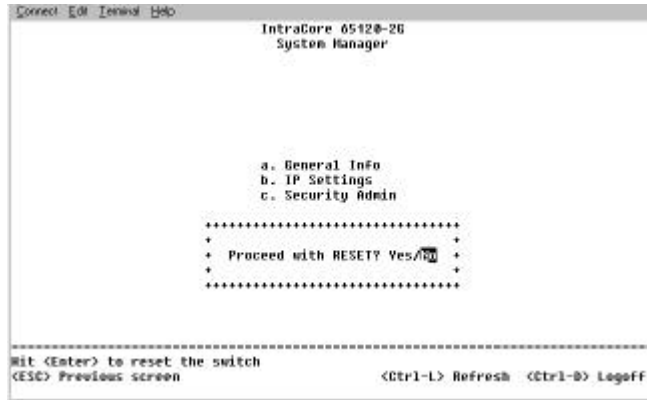 Connect Edit Terminal Help
IntraCore 65120-2G
System Manager
a. General Info
b. IP Settings
c. Security Admin
Proceed with RESET? Yes/No
Hit <Enter> to reset the switch
<ESC> Previous screen <Ctrl-L> Refresh <Ctrl-D> Logoff